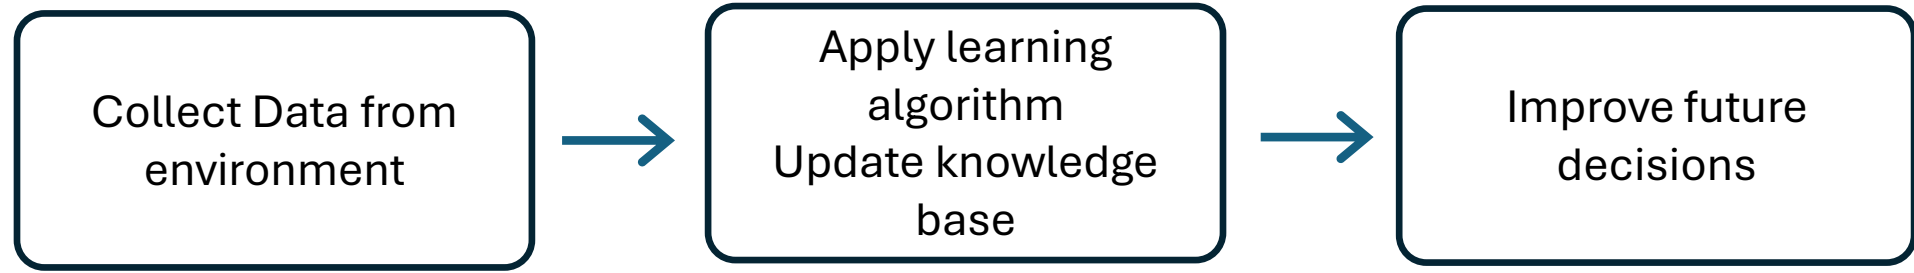 Collect Data from
environment
Apply learning
algorithm
Update knowledge
base
Improve future
decisions